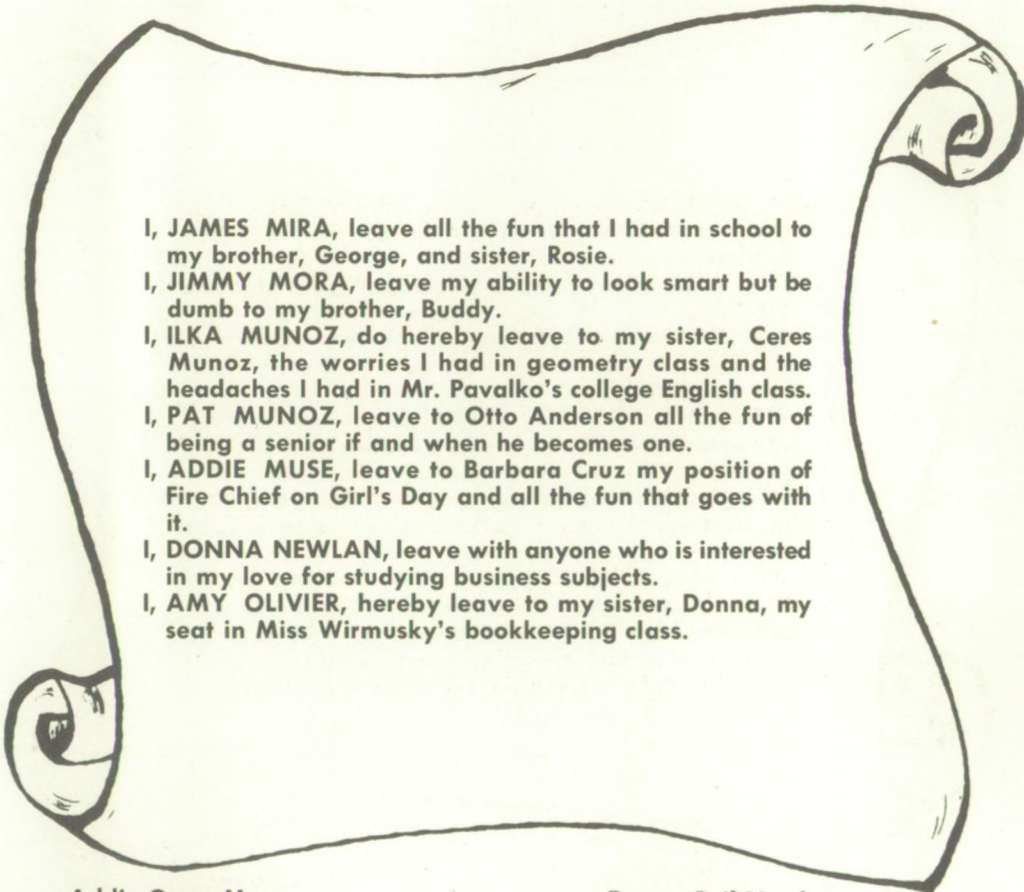 I, JAMES MIRA, leave all the fun that I had in school to
my brother, George, and sister, Rosie.
I, JIMMY MORA, leave my ability to look smart but be
dumb to my brother, Buddy.
I, ILKA MUNOZ, do hereby leave to my sister, Ceres
Munoz, the worries I had in geometry class and the
headaches I had in Mr. Pavalko's college English class.
I, PAT MUNOZ, leave to Otto Anderson all the fun of
being a senior if and when he becomes one.
I, ADDIE MUSE, leave to Barbara Cruz my position of
Fire Chief on Girl's Day and all the fun that goes with
it.
I, DONNA NEWLAN, leave with anyone who is interested
in my love for studying business subjects.
I, AMY OLIVIER, hereby leave to my sister, Donna, my
seat in Miss Wirmusky's bookkeeping class.